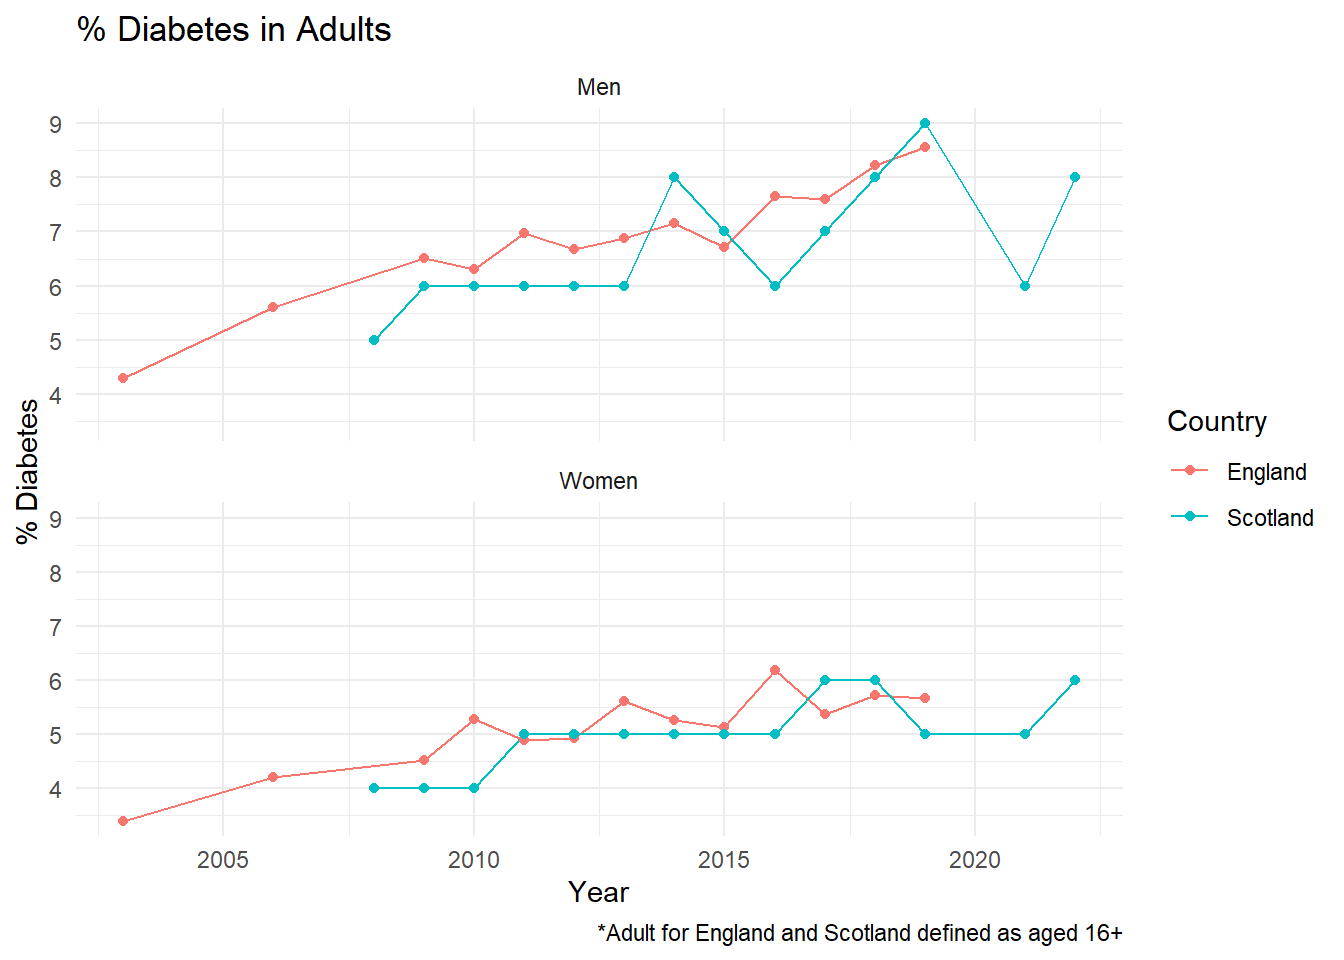 % Diabetes in Adults
Men
9
8
7
6
5
4
% Diabetes
Women
9
8
7
6
5
4
2005 2010 2015 2020
Year
*Adult for England and Scotland defined as aged 16+
Country
England
Scotland